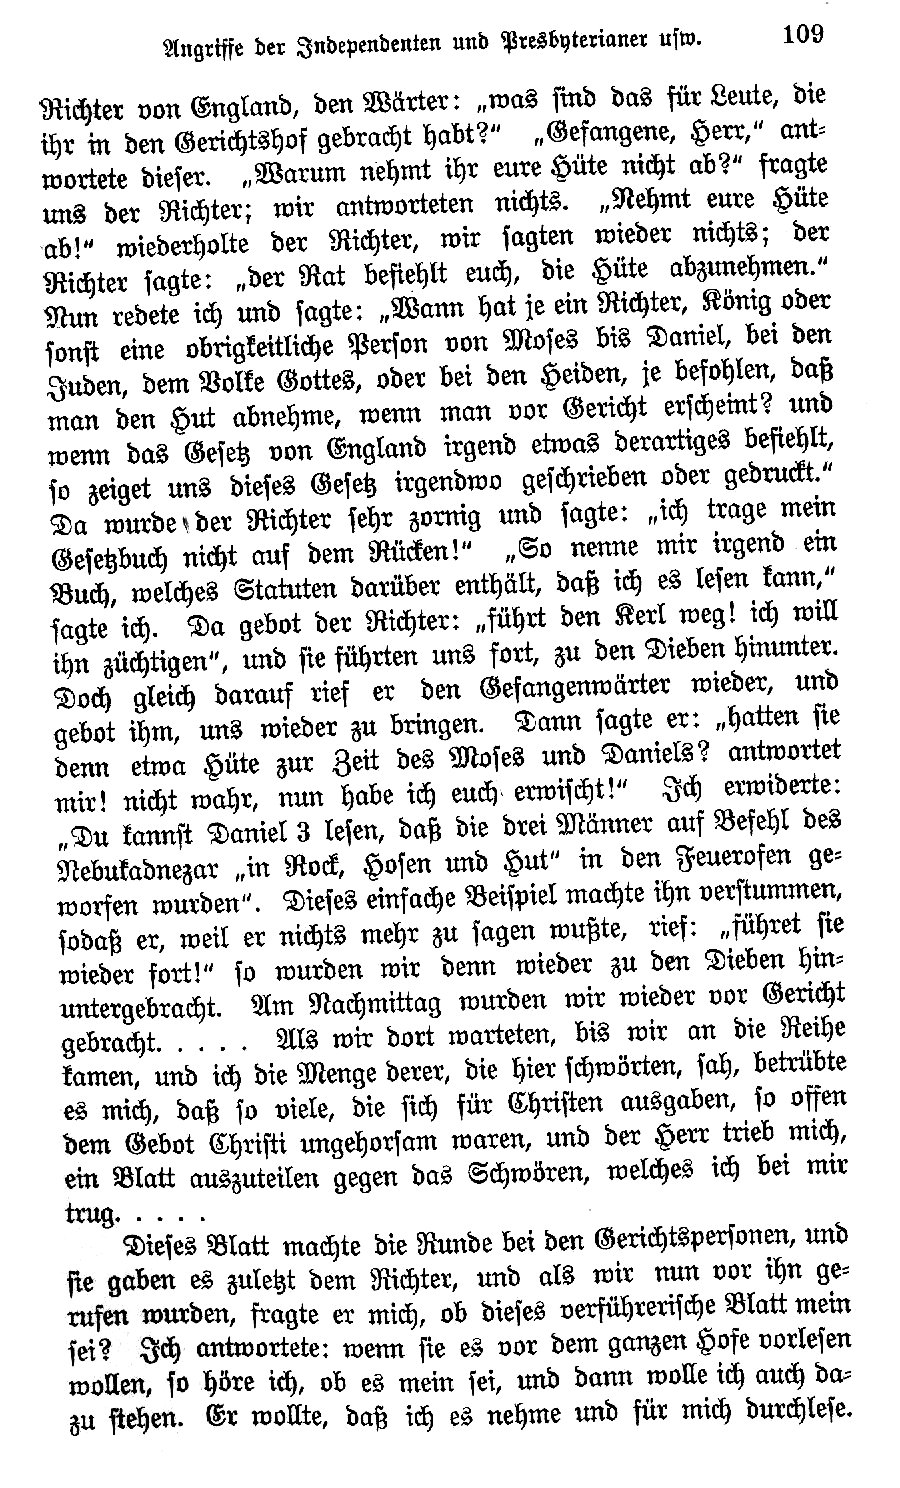 Angriffe der Independenten und Presbyterianer usw. 109
Richter von England, den Wärter: „was sind das für Leute, die
ihr in den Gerichtshof gebracht habt?“ „Gefangene, Herr,“ ant-
wortete dieser. „Warum nehmt ihr eure Hüte nicht ab?“ fragte
uns der Richter; wir antworteten nichts. „Nehmt eure Hüte
ab!“ wiederholte der Richter, wir sagten wieder nichts; der
Richter sagte: „der Rat befiehlt euch, die Hüte abzunehmen.“
Nun redete ich und sagte: „Wann hat je ein Richter, König oder
sonst eine obrigkeitliche Person von Moses bis Daniel, bei den
Juden, dem Volke Gottes, oder bei den Heiden, je befohlen, daß
man den Hut abnehme, wenn man vor Gericht erscheint? und
wenn das Gesetz von England irgend etwas derartiges befiehlt,
so zeiget uns dieses Gesetz irgendwo geschrieben oder gedruckt.“
Da wurde der Richter sehr zornig und sagte: „ich trage mein
Gesetzbuch nicht auf dem Rücken!“ „So nenne mir irgend ein
Buch, welches Statuten darüber enthält, daß ich es lesen kann,“
sagte ich. Da gebot der Richter: „führt den Kerl weg! ich will
ihn züchtigen“, und sie führten uns fort, zu den Dieben hinunter.
Doch gleich darauf rief er den Gefangenwärter wieder, und
gebot ihm, uns wieder zu bringen. Dann sagte er: „hatten sie
denn etwa Hüte zur Zeit des Moses und Daniels? antwortet
mir! nicht wahr, nun habe ich euch erwischt!“ Ich erwiderte:
„Du kannst Daniel 3 lesen, daß die drei Männer auf Befehl des
Nebukadnezar „in Rock, Hosen und Hut“ in den Feuerofen ge-
worfen wurden“. Dieses einfache Beispiel machte ihn verstummen,
sodaß er, weil er nichts mehr zu sagen wußte, rief: „führet sie
wieder fort!“ so wurden wir denn wieder zu den Dieben hin-
untergebracht. Am Nachmittag wurden wir wieder vor Gericht
gebracht. . . . . Als wir dort warteten, bis wir an die Reihe
kamen, und ich die Menge derer, die hier schwörten, sah, betrübte
es mich, daß so viele, die sich für Christen ausgaben, so offen
dem Gebot Christi ungehorsam waren, und der Herr trieb mich,
ein Blatt auszuteilen gegen das Schwören, welches ich bei mir
trug. . . . .
Dieses Blatt machte die Runde bei den Gerichtspersonen, und
sie gaben es zuletzt dem Richter, und als wir nun vor ihn ge-
rufen wurden, fragte er mich, ob dieses verführerische Blatt mein
sei? Ich antwortete: wenn sie es vor dem ganzen Hofe vorlesen
wollen, so höre ich, ob es mein sei, und dann wolle ich auch da-
zu stehen. Er wollte, daß ich es nehme und für mich durchlese.